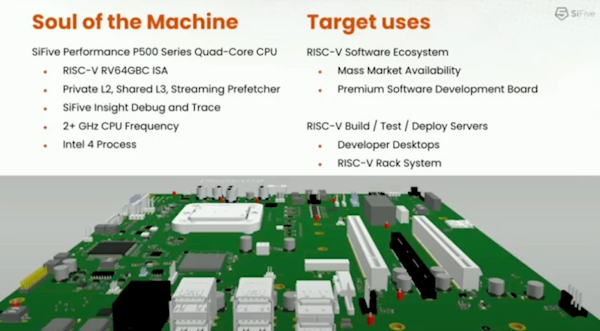 Soul of the Machine
SiFive Performance P500 Series Quad-Core CPU
RISC-V RV64GBC ISA
Private L2, Shared L3, Streaming Prefetcher
SiFive Insight Debug and Trace
2+ GHz CPU Frequency
Intel 4 Process
Target uses
RISC-V Software Ecosystem
Mass Market Availability
Premium Software Development Board
RISC-V Build / Test / Deploy Servers
Developer Desktops
RISC-V Rack System
SiFive